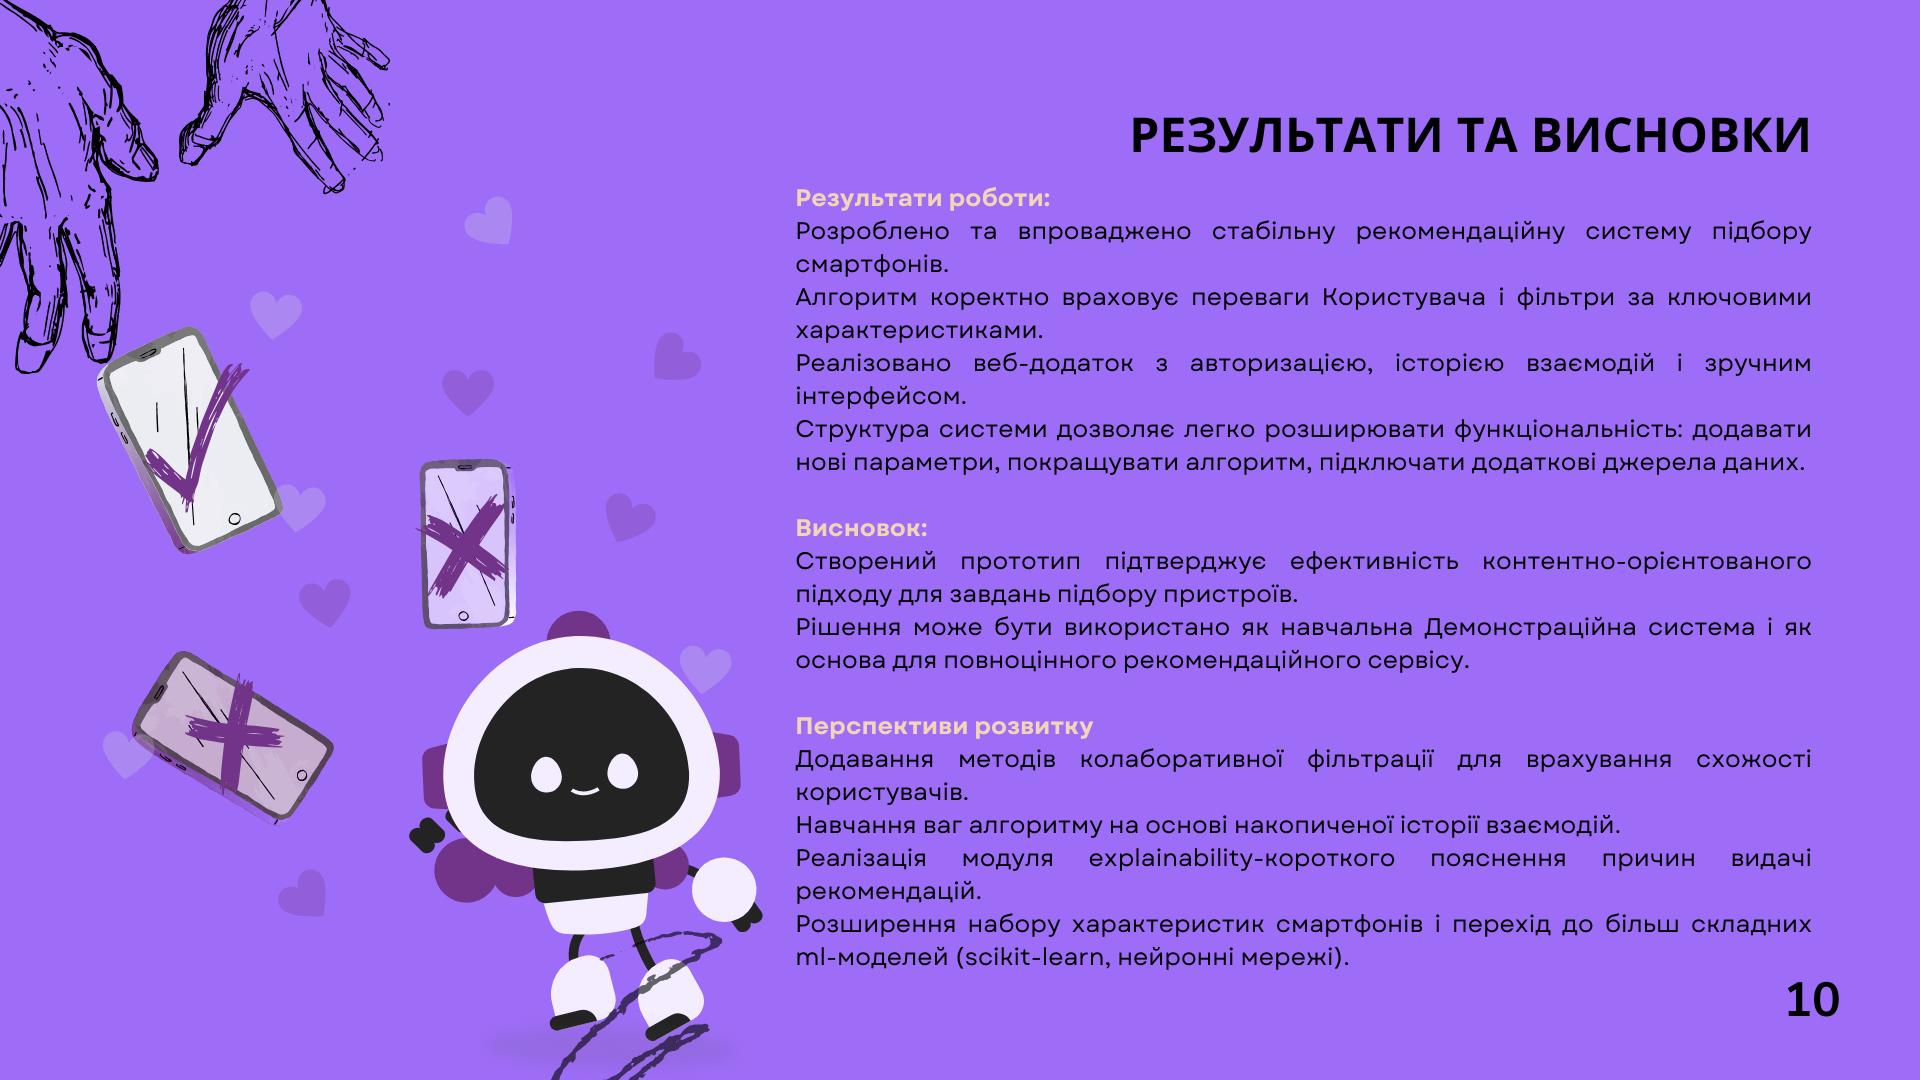 РЕЗУЛЬТАТИ ТА ВИСНОВКИ
Результати роботи:
Розроблено та впроваджено стабільну рекомендаційну систему підбору
смартфонів.
Алгоритм коректно враховує переваги Користувача і фільтри за ключовими
характеристиками.
Реалізовано веб-додаток з авторизацією, історією взаємодій і зручним
інтерфейсом.
Структура системи дозволяє легко розширювати функціональність: додавати
нові параметри, покращувати алгоритм, підключати додаткові джерела даних.
Висновок:
Створений прототип підтверджує ефективність контентно-орієнтованого
підходу для завдань підбору пристроїв.
Рішення може бути використано як навчальна Демонстраційна система і як
основа для повноцінного рекомендаційного сервісу.
Перспективи розвитку
Додавання методів колаборативної фільтрації для врахування схожості
користувачів.
Навчання ваг алгоритму на основі накопиченої історії взаємодій.
Реалізація модуля explainability-короткого пояснення причин видачі
рекомендацій.
Розширення набору характеристик смартфонів і перехід до більш складних
ml-моделей (scikit-learn, нейронні мережі).
10